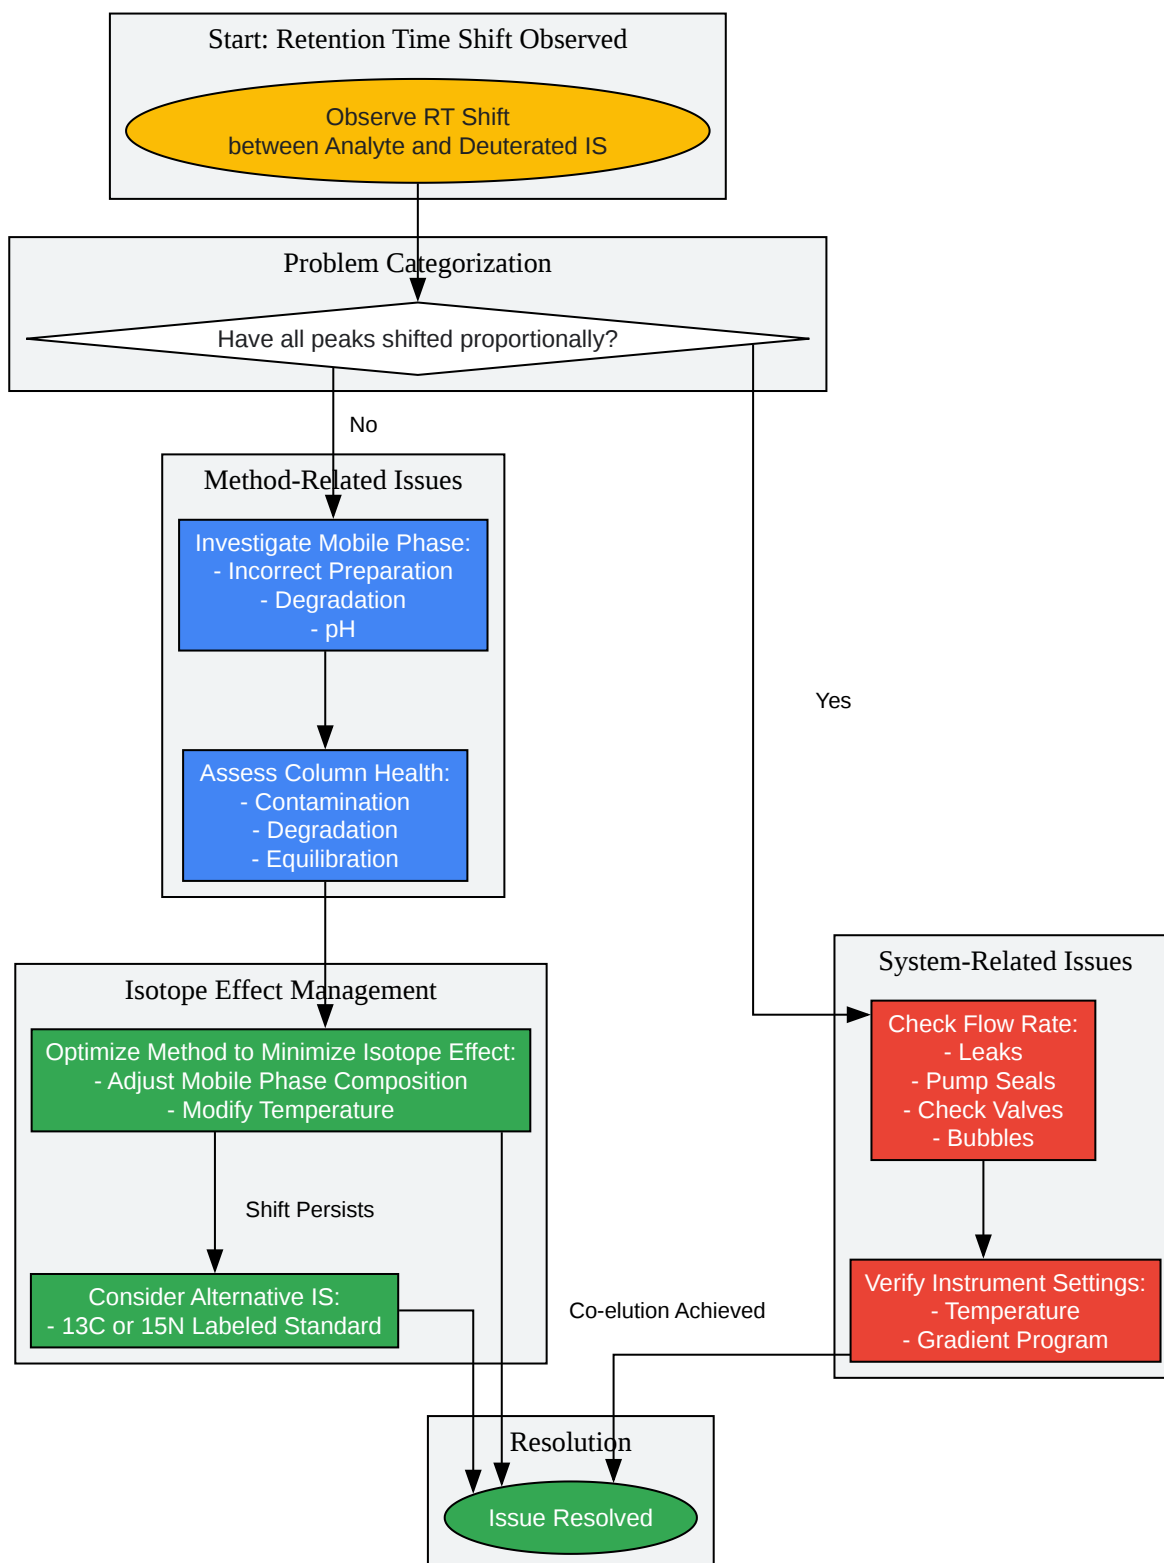 Start: Retention Time Shift Observed
Observe RT Shift
between Analyte and Deuterated IS
Problem Categorization
Have all peaks shifted proportionally?
No
Method-Related Issues
Investigate Mobile Phase:
- Incorrect Preparation
- Degradation
- pH
Yes
Assess Column Health:
- Contamination
- Degradation
- Equilibration
System-Related Issues
Check Flow Rate:
- Leaks
- Pump Seals
- Check Valves
- Bubbles
Isotope Effect Management
Optimize Method to Minimize Isotope Effect:
- Adjust Mobile Phase Composition
- Modify Temperature
Shift Persists
Consider Alternative IS:
- 13C or 15N Labeled Standard
Co-elution Achieved
Verify Instrument Settings:
- Temperature
- Gradient Program
Resolution
Issue Resolved